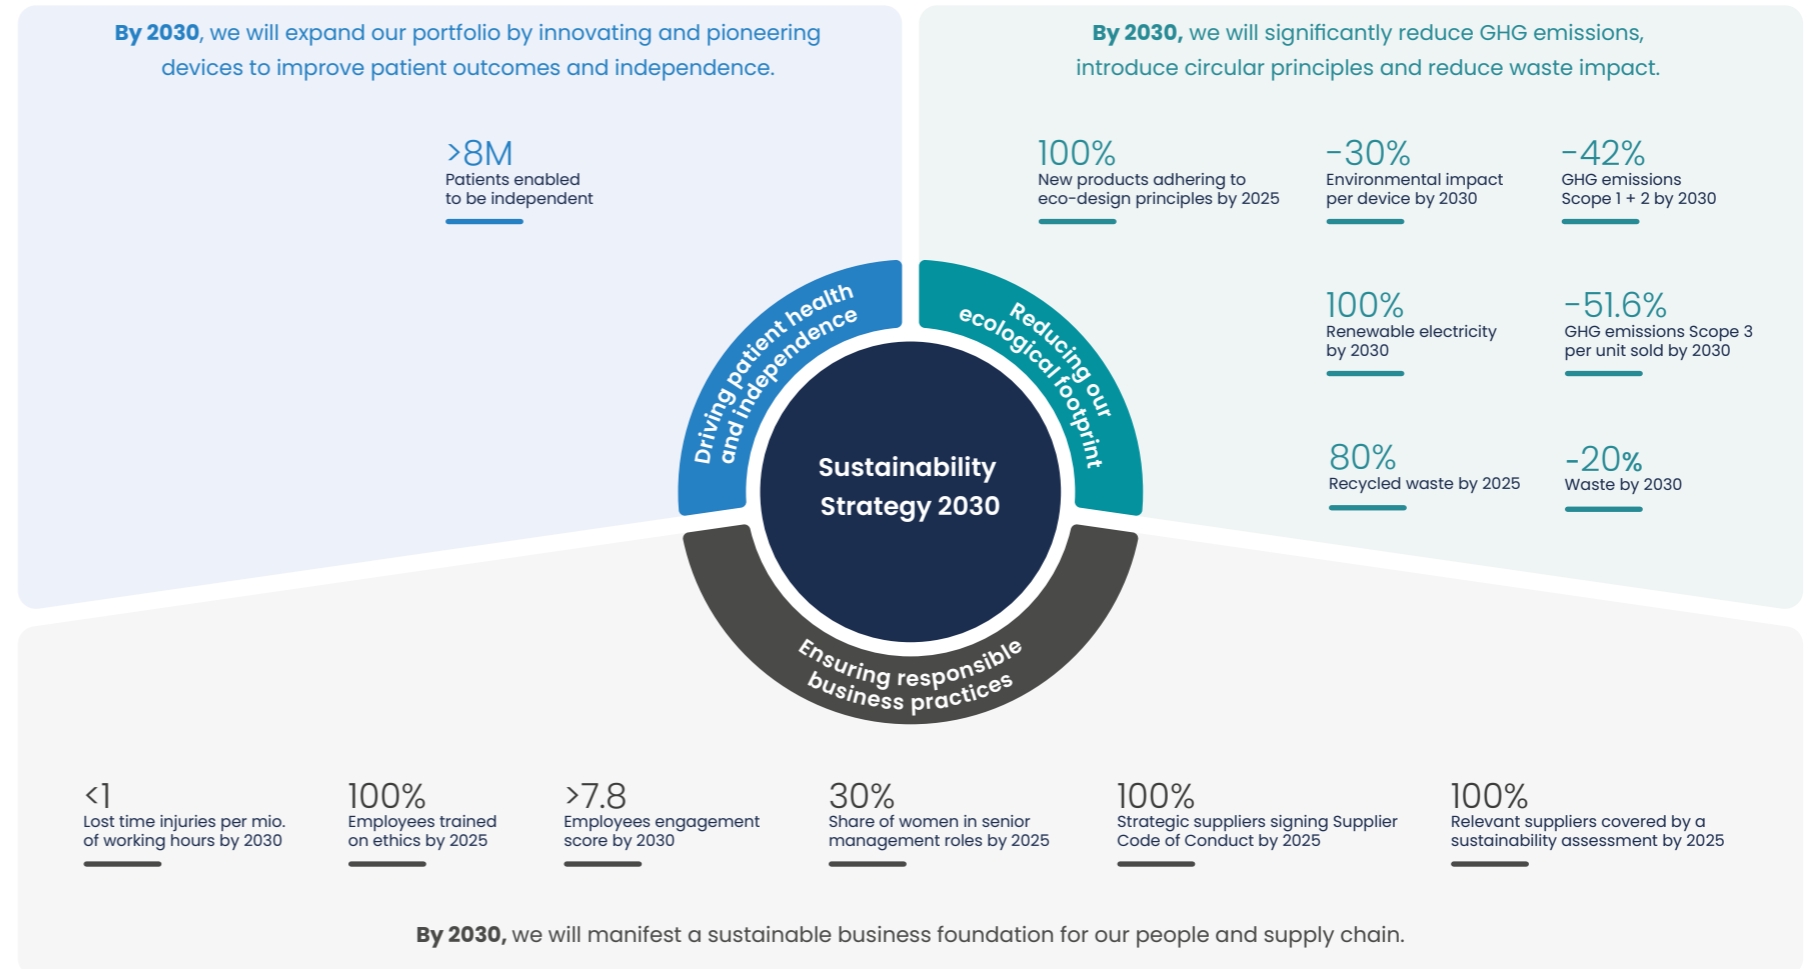 By 2030, we will expand our portfolio by innovating and pioneering
devices to improve patient outcomes and independence.
>8M
Patients enabled
to be independent
By 2030, we will significantly reduce GHG emissions,
introduce circular principles and reduce waste impact.
100%
New products adhering to
eco-design principles by 2025
-30%
Environmental impact
per device by 2030
-42%
GHG emissions
Scope 1 + 2 by 2030
100%
Renewable electricity
by 2030
-51.6%
GHG emissions Scope 3
per unit sold by 2030
80%
Recycled waste by 2025
-20%
Waste by 2030
Driving patient health
and independence
Reducing our
ecological footprint
Sustainability
Strategy 2030
Ensuring responsible
business practices
<1
Lost time injuries per mio.
of working hours by 2030
100%
Employees trained
on ethics by 2025
>7.8
Employees engagement
score by 2030
30%
Share of women in senior
management roles by 2025
100%
Strategic suppliers signing Supplier
Code of Conduct by 2025
100%
Relevant suppliers covered by a
sustainability assessment by 2025
By 2030, we will manifest a sustainable business foundation for our people and supply chain.